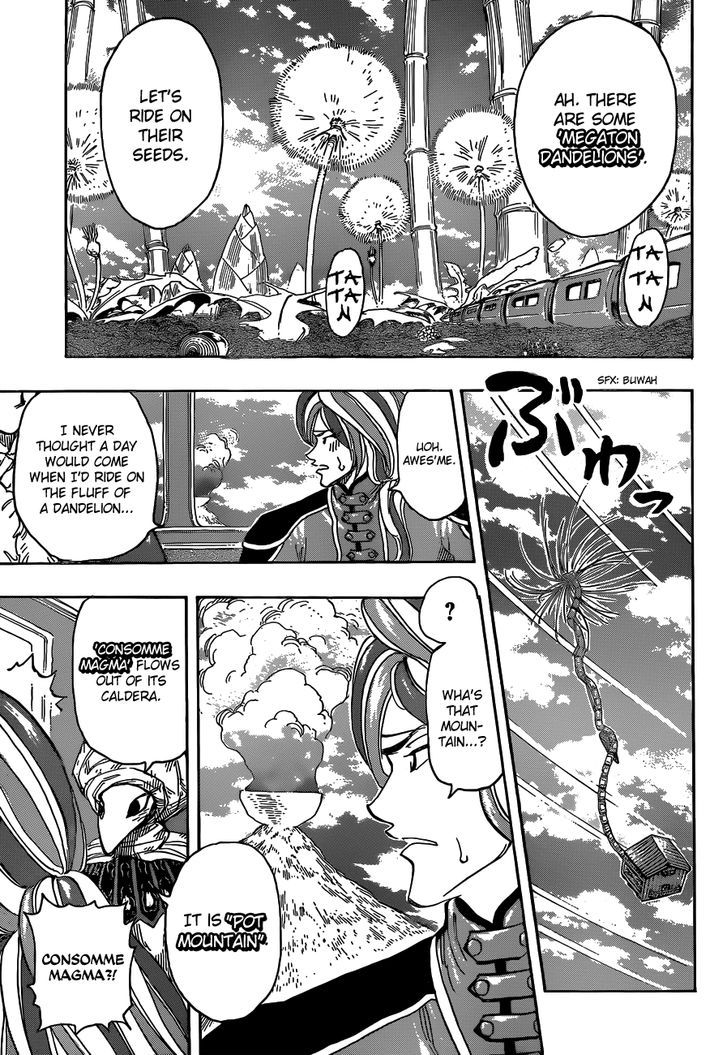 AH. THERE
ARE SOME
'MEGATON
DANDELIONS'.
LET'S
RIDE ON
THEIR
SEEDS.
TA
TA
N
TA
TA
N
SFX: BUWAH
ぶわっ
UOH.
AWES'ME.
I NEVER
THOUGHT A DAY
WOULD COME
WHEN I'D RIDE ON
THE FLUFF OF
A DANDELION...
?
WHA'S
THAT
MOUN-
TAIN...?
IT IS "POT
MOUNTAIN".
'CONSOMME
MAGMA' FLOWS
OUT OF ITS
CALDERA.
CONSOMME
MAGMA?!